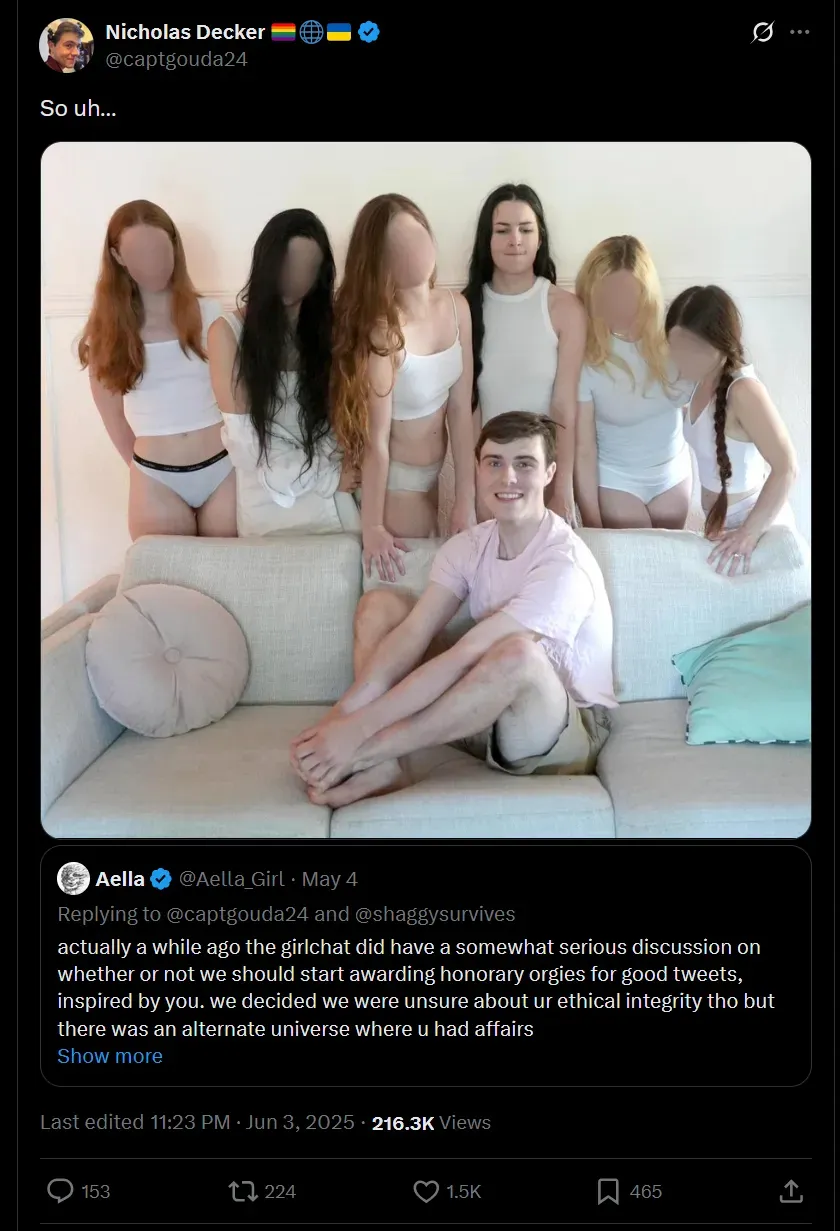 Nicholas Decker 🏳️‍🌈🌐🇺🇦
@captgouda24
So uh...
Aella @Aella_Girl · May 4
Replying to @captgouda24 and @shaggysurvives
actually a while ago the girlchat did have a somewhat serious discussion on
whether or not we should start awarding honorary orgies for good tweets,
inspired by you. we decided we were unsure about ur ethical integrity tho but
there was an alternate universe where u had affairs
Show more
Last edited 11:23 PM · Jun 3, 2025 · 216.3K Views
153 224 1.5K 465